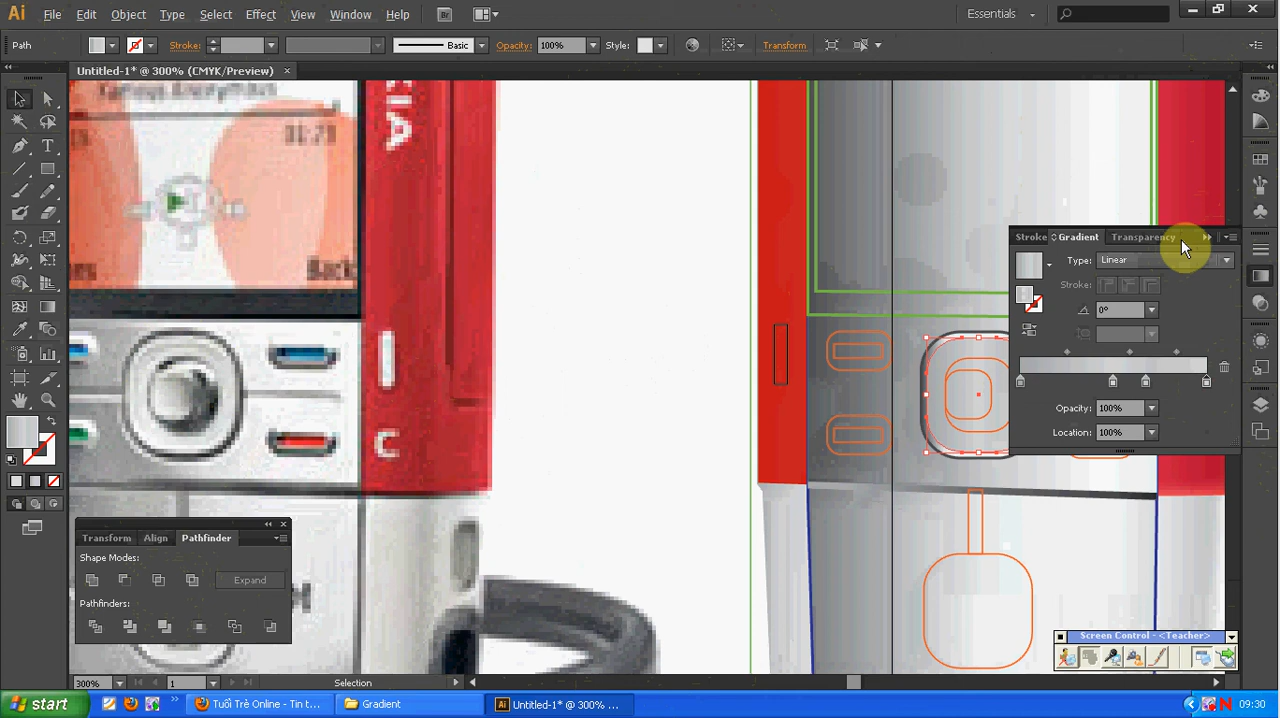 Ai File Edit Object Type Select Effect View Window Help Br Essentials
Path Stroke: Basic Opacity: 100% Style: Transform
Untitled-1* @ 300% (CMYK/Preview) ×
11:23
Back
C
Stroke Gradient Transparency
Type: Linear
Stroke:
0°
Opacity: 100%
Location: 100%
Transform Align Pathfinder
Shape Modes:
Expand
Pathfinders:
Screen Control - <Teacher>
300% 1 Selection
start Tuổi Trẻ Online - Tin t... Gradient Untitled-1* @ 300% ... 09:30